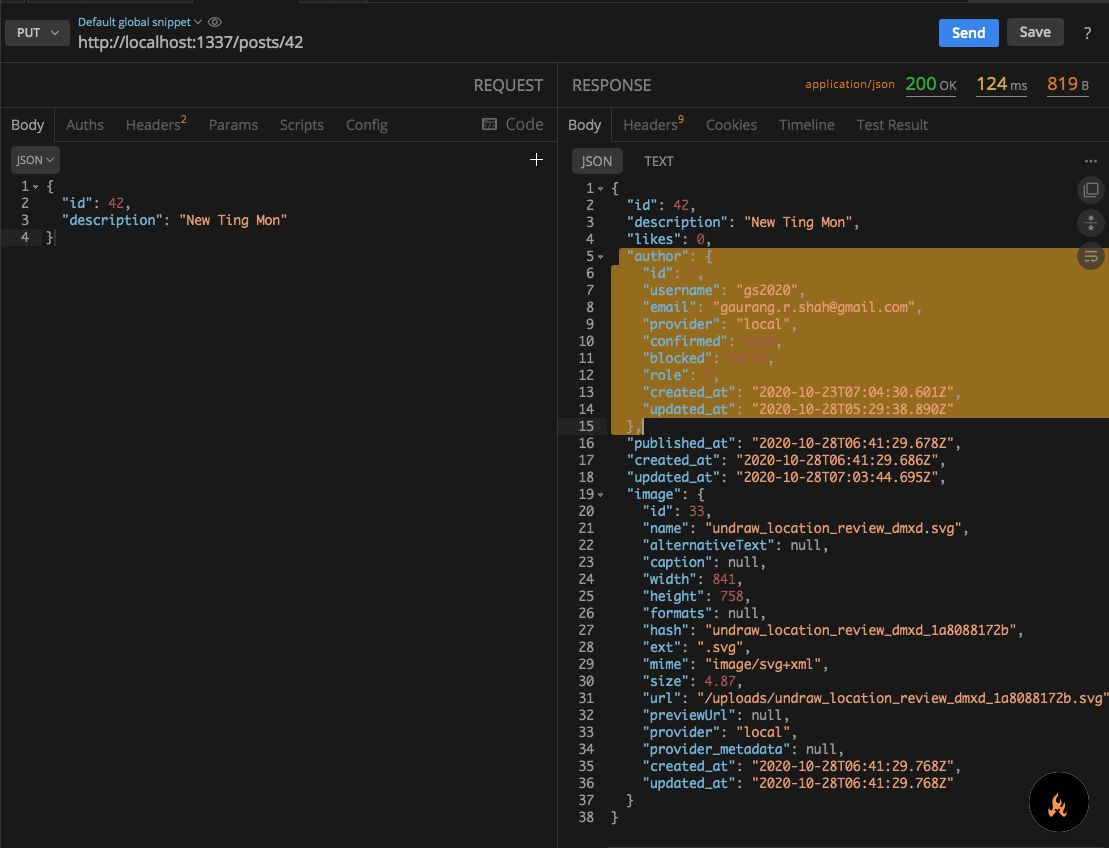 PUT
Default global snippet
http://localhost:1337/posts/42
Send
Save
?
REQUEST
Body Auths Headers2 Params Scripts Config Code
JSON
+
1 {
2 "id": 42,
3 "description": "New Ting Mon"
4 }
RESPONSE
application/json 200 OK 124 ms 819 B
Body Headers9 Cookies Timeline Test Result
JSON TEXT
1 {
2 "id": 42,
3 "description": "New Ting Mon",
4 "likes": 0,
5 "author": {
6 "id": ,
7 "username": "gs2020",
8 "email": "gaurang.r.shah@gmail.com",
9 "provider": "local",
10 "confirmed": ,
11 "blocked": ,
12 "role": ,
13 "created_at": "2020-10-23T07:04:30.601Z",
14 "updated_at": "2020-10-28T05:29:38.890Z"
15 },
16 "published_at": "2020-10-28T06:41:29.678Z",
17 "created_at": "2020-10-28T06:41:29.686Z",
18 "updated_at": "2020-10-28T07:03:44.695Z",
19 "image": {
20 "id": 33,
21 "name": "undraw_location_review_dmxd.svg",
22 "alternativeText": null,
23 "caption": null,
24 "width": 841,
25 "height": 758,
26 "formats": null,
27 "hash": "undraw_location_review_dmxd_1a8088172b",
28 "ext": ".svg",
29 "mime": "image/svg+xml",
30 "size": 4.87,
31 "url": "/uploads/undraw_location_review_dmxd_1a8088172b.svg"
32 "previewUrl": null,
33 "provider": "local",
34 "provider_metadata": null,
35 "created_at": "2020-10-28T06:41:29.768Z",
36 "updated_at": "2020-10-28T06:41:29.768Z"
37 }
38 }